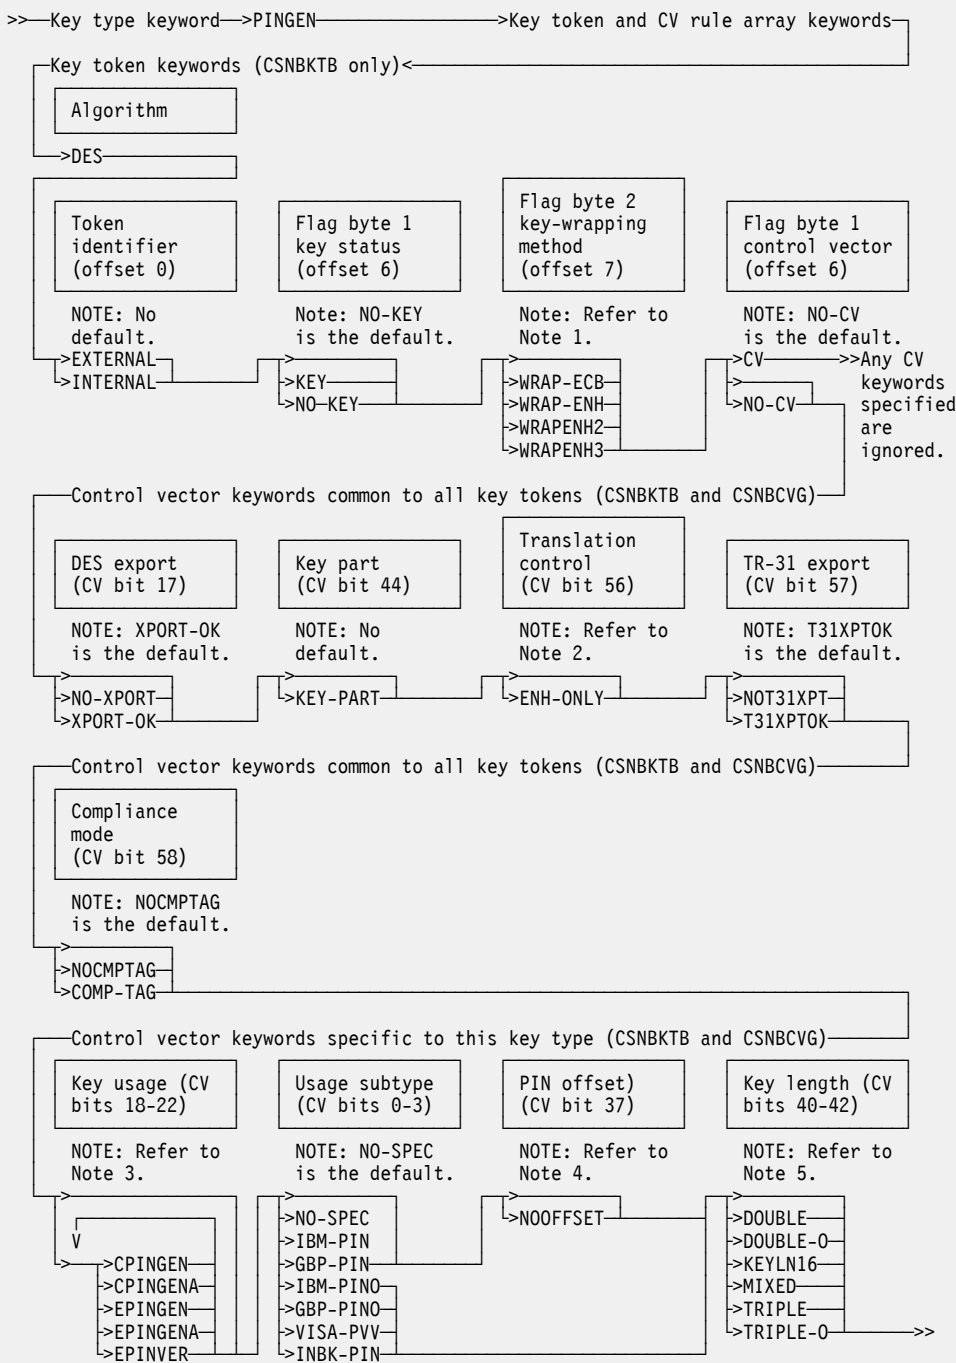 >>──Key type keyword──>PINGEN─────────────────>Key token and CV rule array keywords─┐
┌─Key token keywords (CSNBKTB only)<─
Algorithm
└──>DES─
Flag byte 2
Token Flag byte 1 key-wrapping Flag byte 1
identifier key status method control vector
(offset 0) (offset 6) (offset 7) (offset 6)
NOTE: No Note: NO-KEY Note: Refer to NOTE: NO-CV
default. is the default. Note 1. is the default.
>EXTERNAL > > >CV >>Any CV
>INTERNAL >KEY >WRAP-ECB > keywords
>NO─KEY >WRAP-ENH >NO-CV specified
>WRAPENH2 are
>WRAPENH3 ignored.
Control vector keywords common to all key tokens (CSNBKTB and CSNBCVG)
Translation
DES export Key part control TR-31 export
(CV bit 17) (CV bit 44) (CV bit 56) (CV bit 57)
NOTE: XPORT-OK NOTE: No NOTE: Refer to NOTE: T31XPTOK
is the default. default. Note 2. is the default.
> > > >
>NO-XPORT >KEY-PART >ENH-ONLY >NOT31XPT
>XPORT-OK >T31XPTOK
Control vector keywords common to all key tokens (CSNBKTB and CSNBCVG)
Compliance
mode
(CV bit 58)
NOTE: NOCMPTAG
is the default.
>
>NOCMPTAG
>COMP-TAG
Control vector keywords specific to this key type (CSNBKTB and CSNBCVG)
Key usage (CV Usage subtype PIN offset) Key length (CV
bits 18-22) (CV bits 0-3) (CV bit 37) bits 40-42)
NOTE: Refer to NOTE: NO-SPEC NOTE: Refer to NOTE: Refer to
Note 3. is the default. Note 4. Note 5.
> > > >
>NO-SPEC >NOOFFSET >DOUBLE
V >IBM-PIN >DOUBLE-O
> >CPINGEN >GBP-PIN >KEYLN16
>CPINGENA >IBM-PINO >MIXED
>EPINGEN >GBP-PINO >TRIPLE
>EPINGENA >VISA-PVV >TRIPLE-O >>
>EPINVER >INBK-PIN